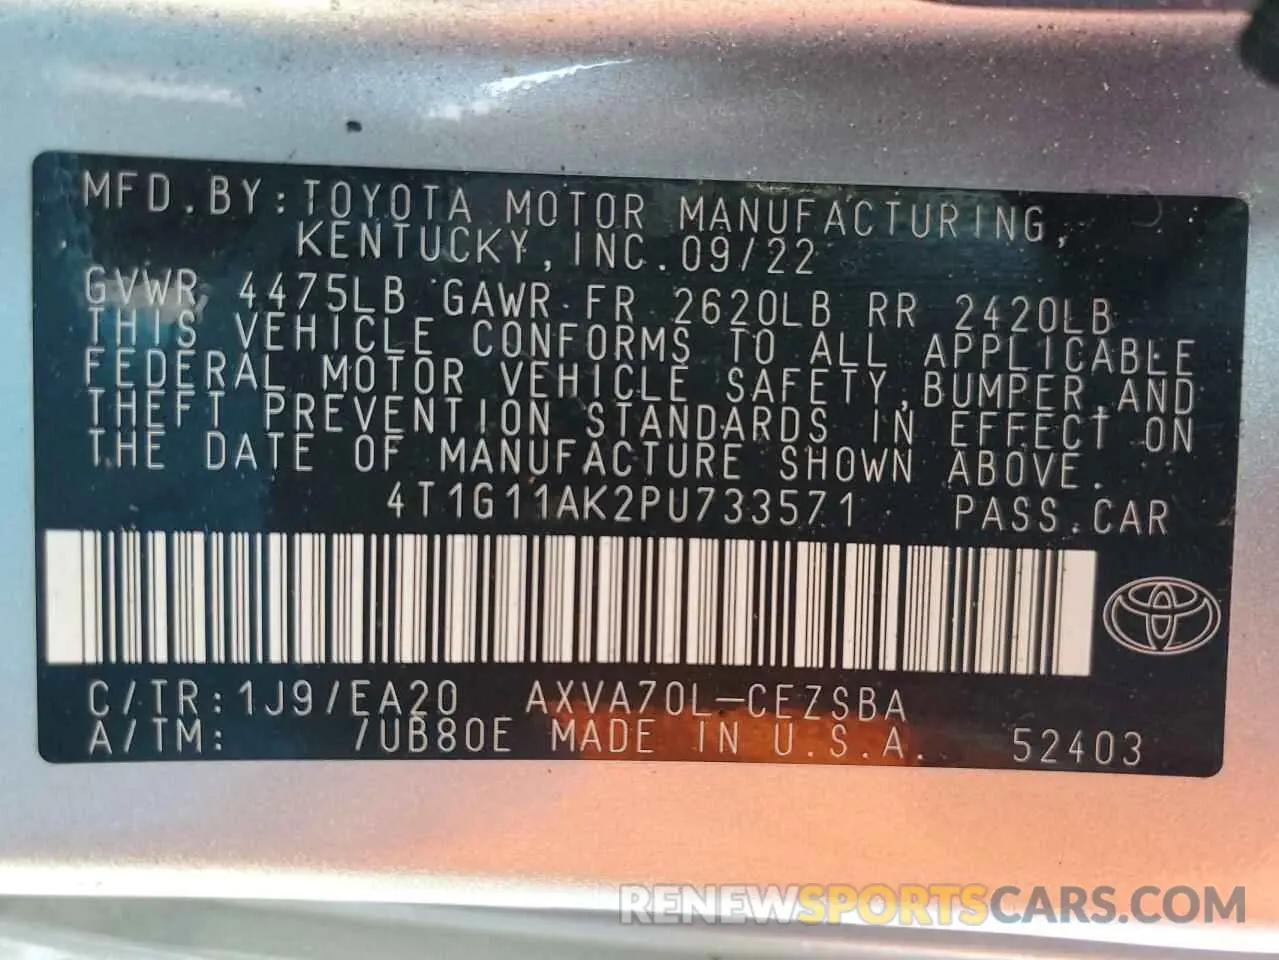 MFD.BY:TOYOTA MOTOR MANUFACTURING,
KENTUCKY,INC.09/22
GVWR 4475LB GAWR FR 2620LB RR 2420LB
THIS VEHICLE CONFORMS TO ALL APPLICABLE
FEDERAL MOTOR VEHICLE SAFETY,BUMPER,AND
THEFT PREVENTION STANDARDS IN EFFECT ON
THE DATE OF MANUFACTURE SHOWN ABOVE.
4T1G11AK2PU733571 PASS.CAR
C/TR:1J9/EA20 AXVA70L-CEZSBA
A/TM: /UB80E MADE IN U.S.A. 52403
RENEWSPORTSCARS.COM